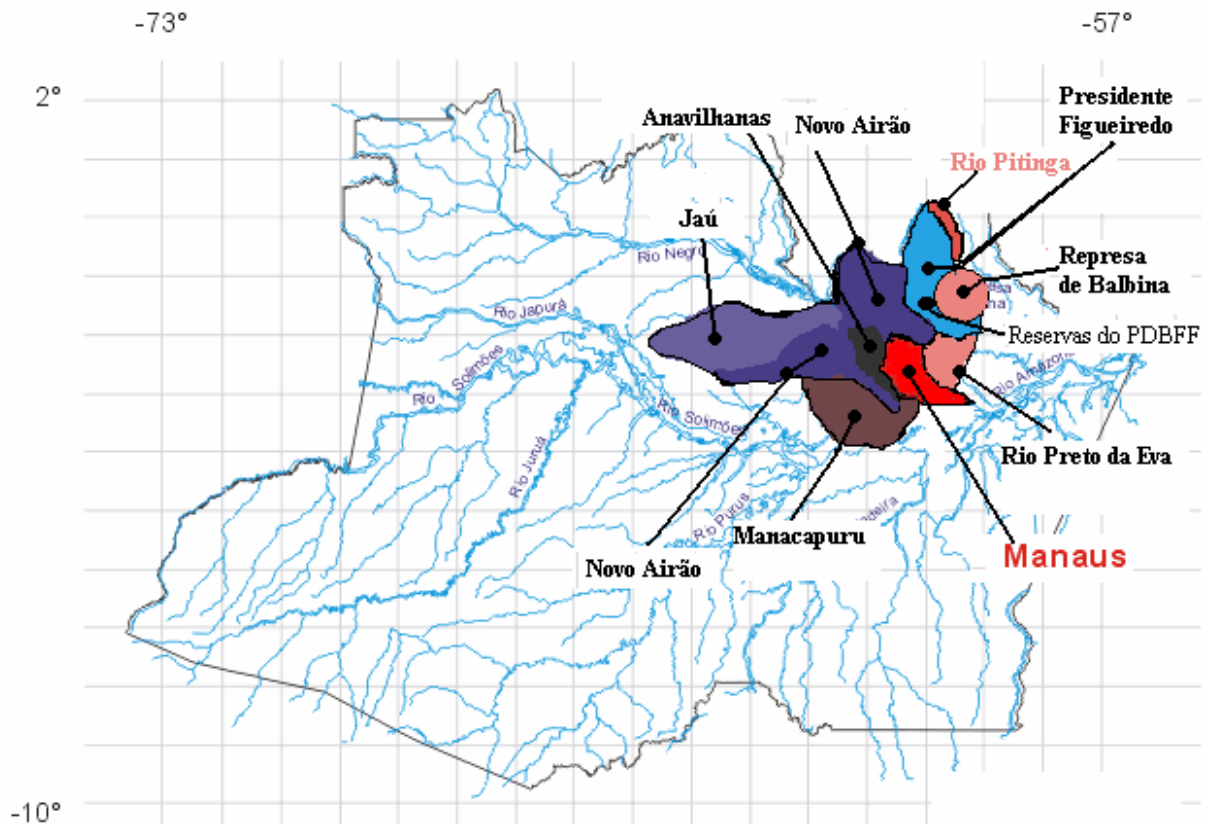 -73°
-57°
2°
Presidente
Figueiredo
Anavilhanas
Novo Airão
Rio Pitinga
Jaú
Rio Negro
Represa
de Balbina
Rio Japurá
Reservas do PDBFF
Rio Solimões
Rio Amazonas
Rio Solimões
Rio Juruá
Rio Preto da Eva
Rio Purus
Manacapuru
Manaus
Novo Airão
-10°